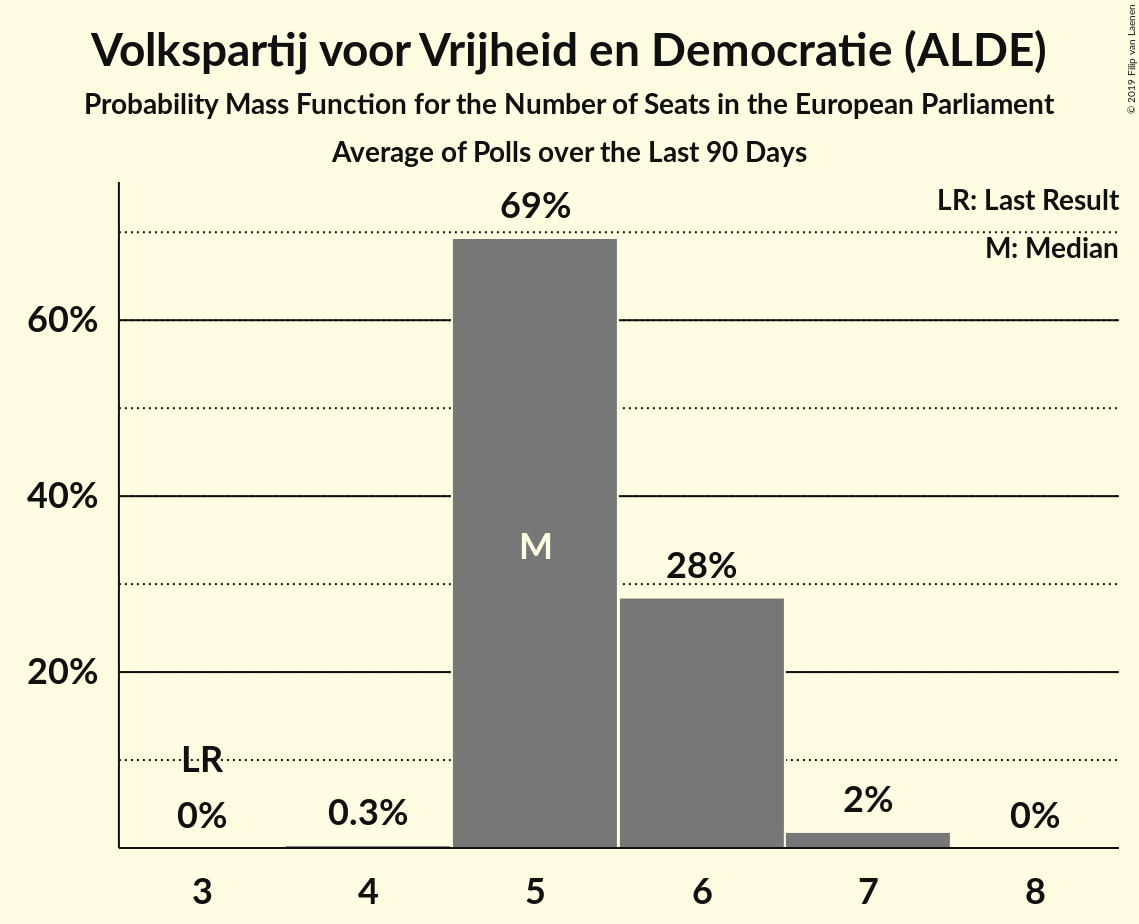 Volkspartij voor Vrijheid en Democratie (ALDE)
Probability Mass Function for the Number of Seats in the European Parliament
Average of Polls over the Last 90 Days
© 2019 Filip van Laenen
LR: Last Result
M: Median
69%
60%
40%
M
28%
20%
LR
0%
0.3%
2%
0%
3 4 5 6 7 8